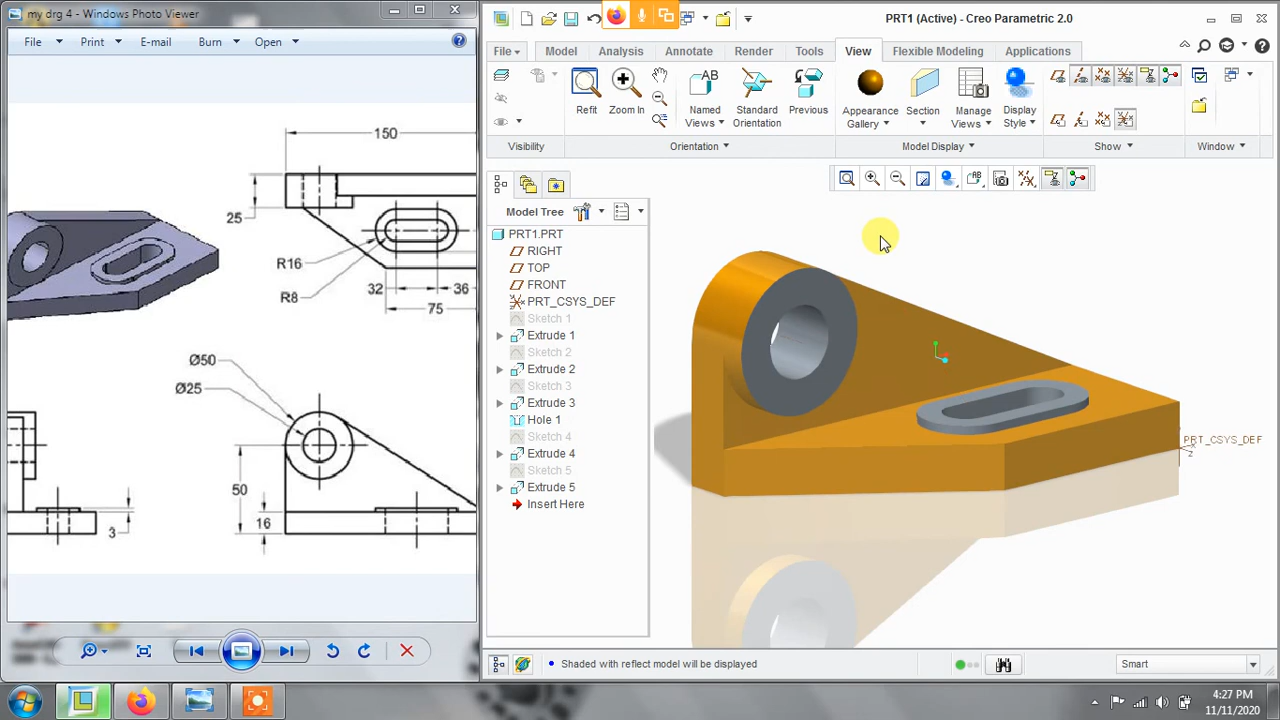 my drg 4 - Windows Photo Viewer
File Print E-mail Burn Open
150
25
R16
R8
32 36
75
Ø50
Ø25
50
16
3
PRT1 (Active) - Creo Parametric 2.0
File Model Analysis Annotate Render Tools View Flexible Modeling Applications
Refit
Zoom In
Named Views
Standard Orientation
Previous
Appearance Gallery
Section
Manage Views
Display Style
Visibility Orientation Model Display Show Window
Model Tree
PRT1.PRT
RIGHT
TOP
FRONT
PRT_CSYS_DEF
Sketch 1
Extrude 1
Sketch 2
Extrude 2
Sketch 3
Extrude 3
Hole 1
Sketch 4
Extrude 4
Sketch 5
Extrude 5
Insert Here
PRT_CSYS_DEF
Z
Shaded with reflect model will be displayed
Smart
4:27 PM
11/11/2020